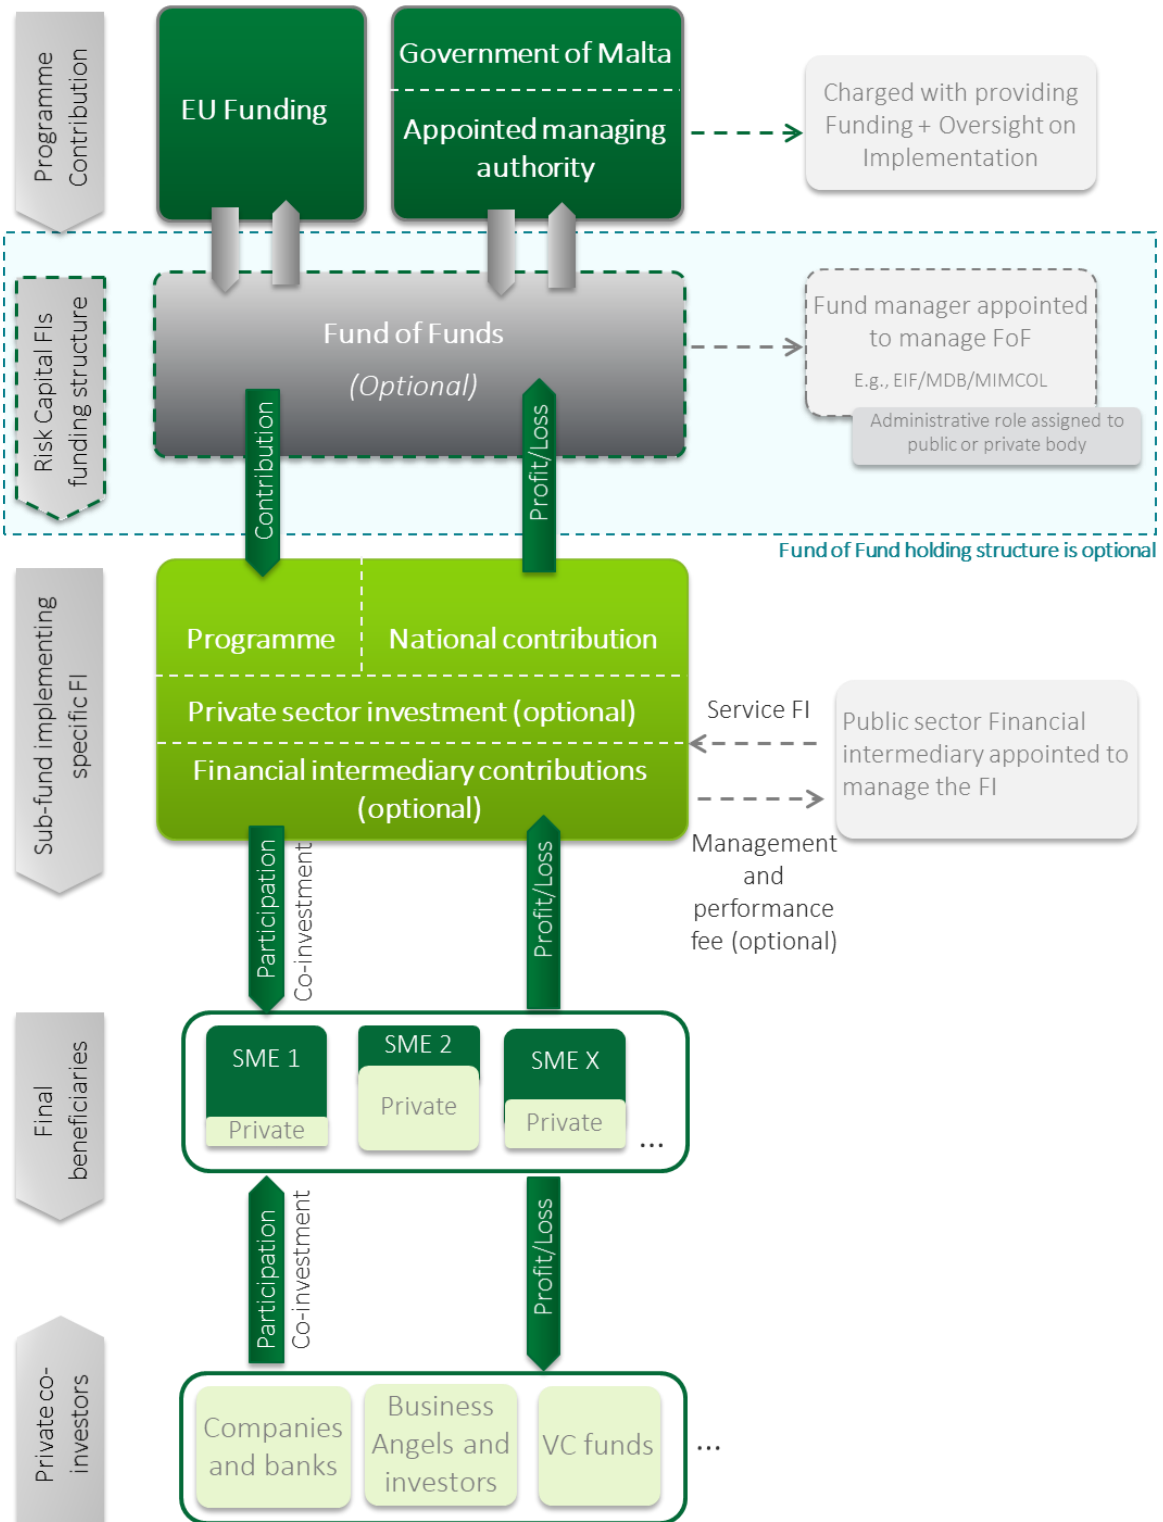 Programme
Contribution
EU Funding
Government of Malta
Appointed managing
authority
Charged with providing
Funding + Oversight on
Implementation
Risk Capital FIs
funding structure
Fund of Funds
(Optional)
Fund manager appointed
to manage FoF
E.g., EIF/MDB/MIMCOL
Administrative role assigned to
public or private body
Contribution
Profit/Loss
Fund of Fund holding structure is optional
Sub-fund implementing
specific FI
Programme
National contribution
Private sector investment (optional)
Financial intermediary contributions
(optional)
Service FI
Public sector Financial
intermediary appointed to
manage the FI
Management
and
performance
fee (optional)
Participation
Co-investment
Profit/Loss
Final
beneficiaries
SME 1
Private
SME 2
Private
SME X
Private
...
Participation
Co-investment
Profit/Loss
Private co-
investors
Companies
and banks
Business
Angels and
investors
VC funds
...